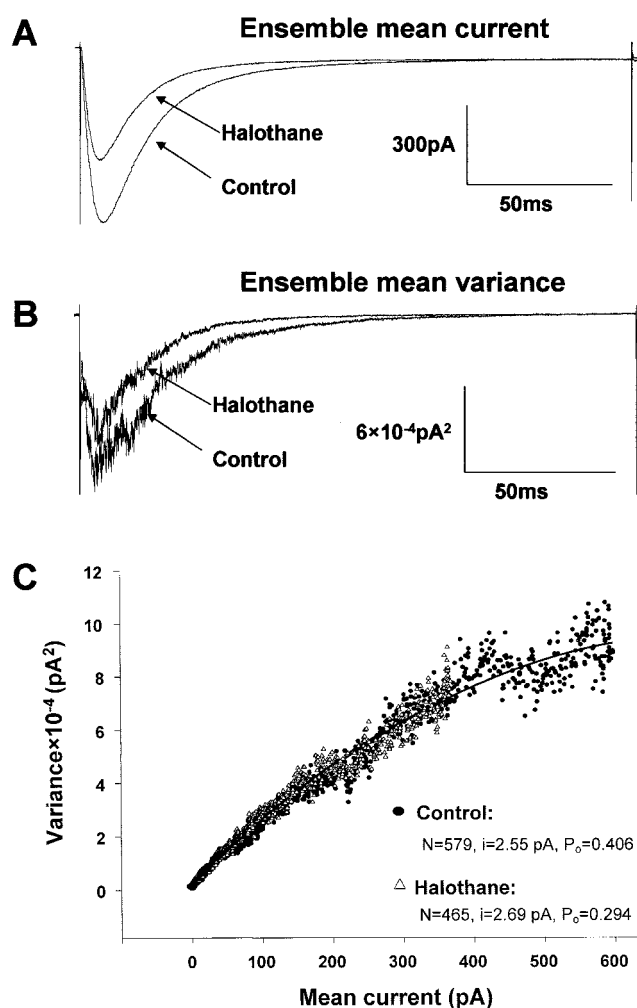 A
Ensemble mean current
Halothane
Control
300pA
50ms
B
Ensemble mean variance
Halothane
Control
6×10⁻⁴pA²
50ms
C
12
10
8
6
4
2
0
Variance×10⁻⁴ (pA²)
Control:
N=579, i=2.55 pA, Pₒ=0.406
Halothane:
N=465, i=2.69 pA, Pₒ=0.294
0 100 200 300 400 500 600
Mean current (pA)